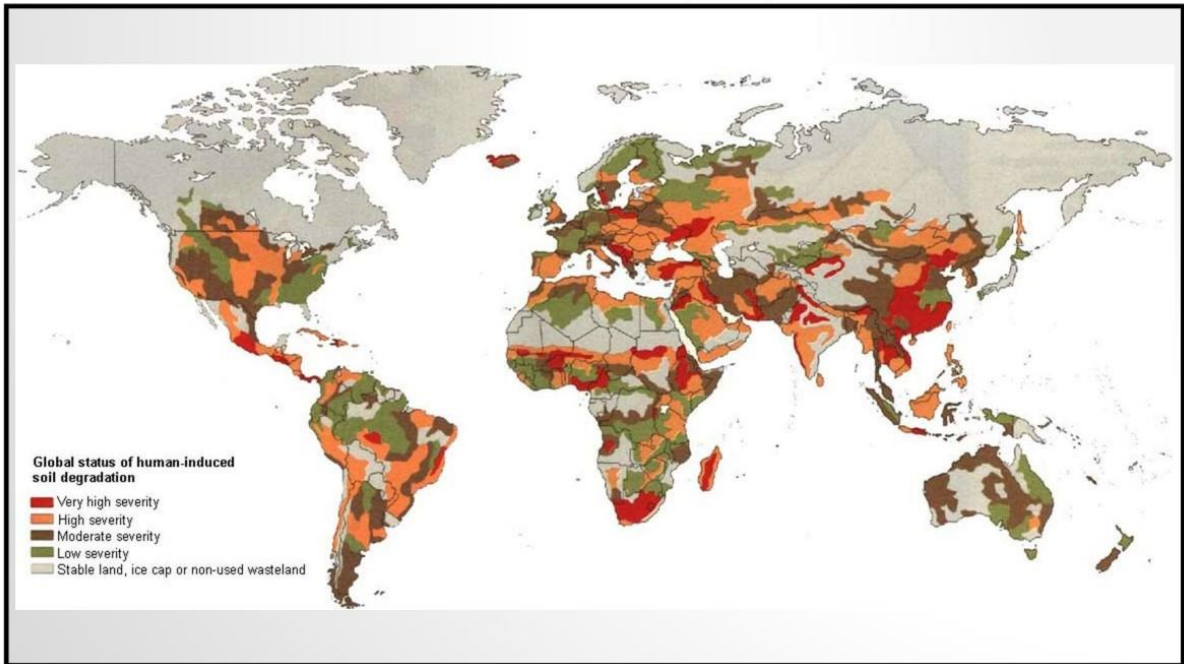 Global status of human-induced
soil degradation
Very high severity
High severity
Moderate severity
Low severity
Stable land, ice cap or non-used wasteland